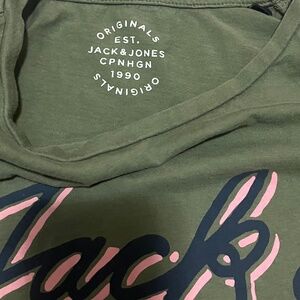 ORIGINALS
EST.
JACK&JONES
CPNHGN
1990
ORIGINALS
Jack